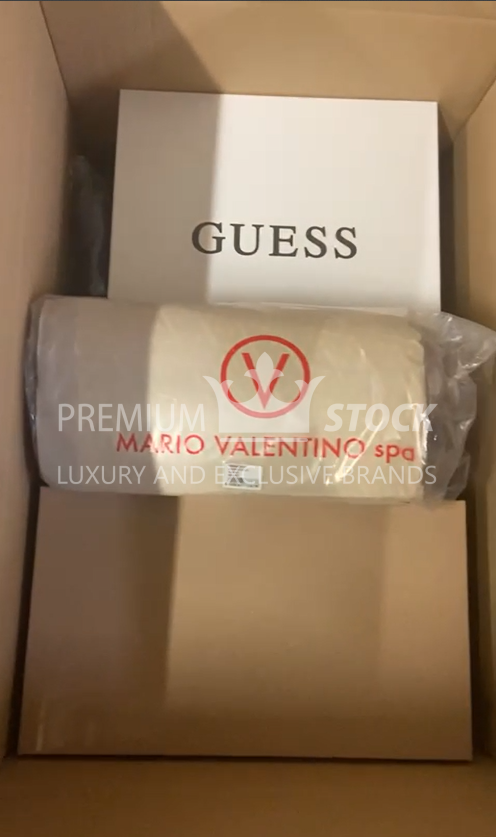 GUESS
V
PREMIUM STOCK
MARIO VALENTINO spa
LUXURY AND EXCLUSIVE BRANDS